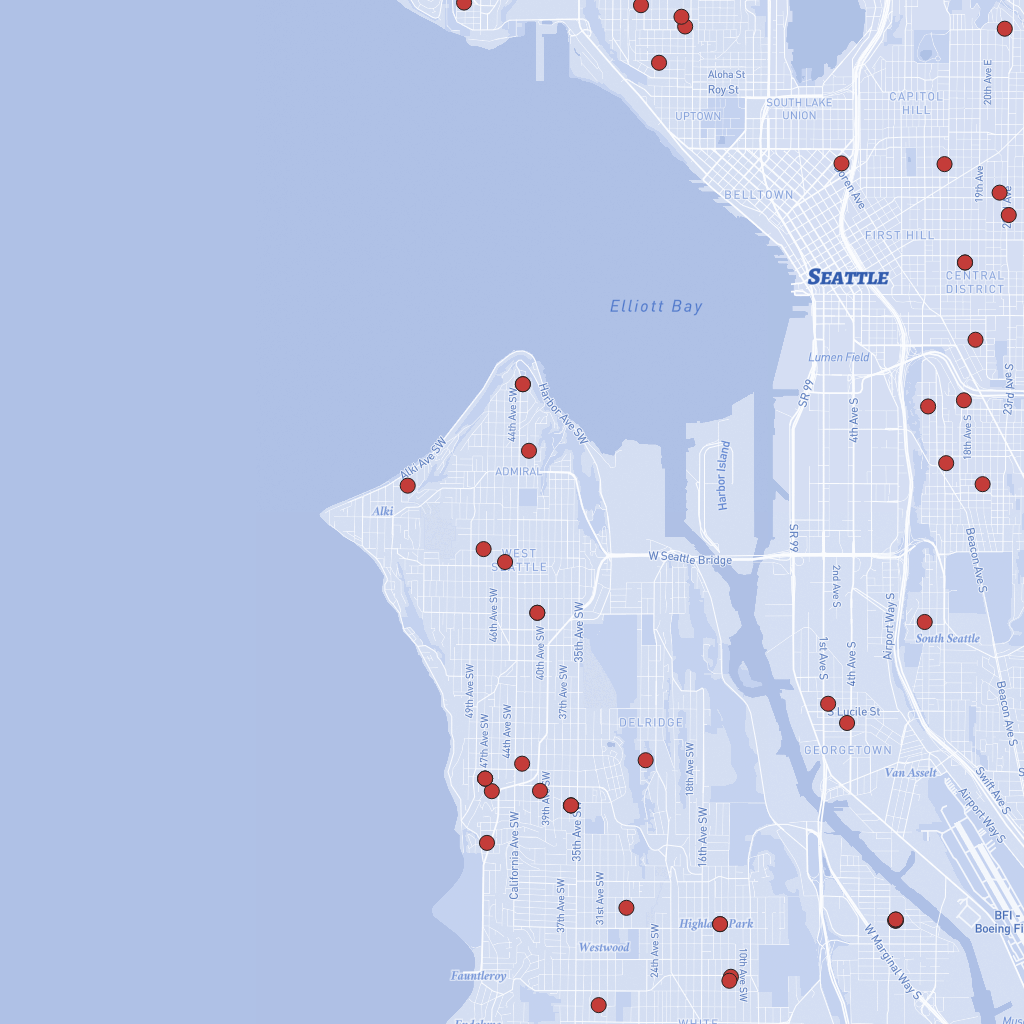 Aloha St
Roy St
20th Ave E
CAPITOL
HILL
SOUTH LAKE
UNION
UPTOWN
19th Ave
BELLTOWN
FIRST HILL
SEATTLE
CENTRAL
DISTRICT
Elliott Bay
Lumen Field
SR 99
23rd Ave S
44th Ave SW
Harbor Ave SW
4th Ave S
18th Ave S
Alki Ave SW
ADMIRAL
Harbor Island
Alki
SR 99
WEST
SEATTLE
W Seattle Bridge
Beacon Ave S
2nd Ave S
46th Ave SW
35th Ave SW
Airport Way S
40th Ave SW
South Seattle
1st Ave S
4th Ave S
49th Ave SW
37th Ave SW
Beacon Ave S
44th Ave SW
47th Ave SW
DELRIDGE
S Lucile St
GEORGETOWN
18th Ave SW
Van Asselt
Swift Ave S
39th Ave SW
Airport Way S
35th Ave SW
16th Ave SW
California Ave SW
37th Ave SW
31st Ave SW
Highland Park
BFI -
Boeing Fi
24th Ave SW
Westwood
W Marginal Way S
10th Ave SW
Fauntleroy
WHITE